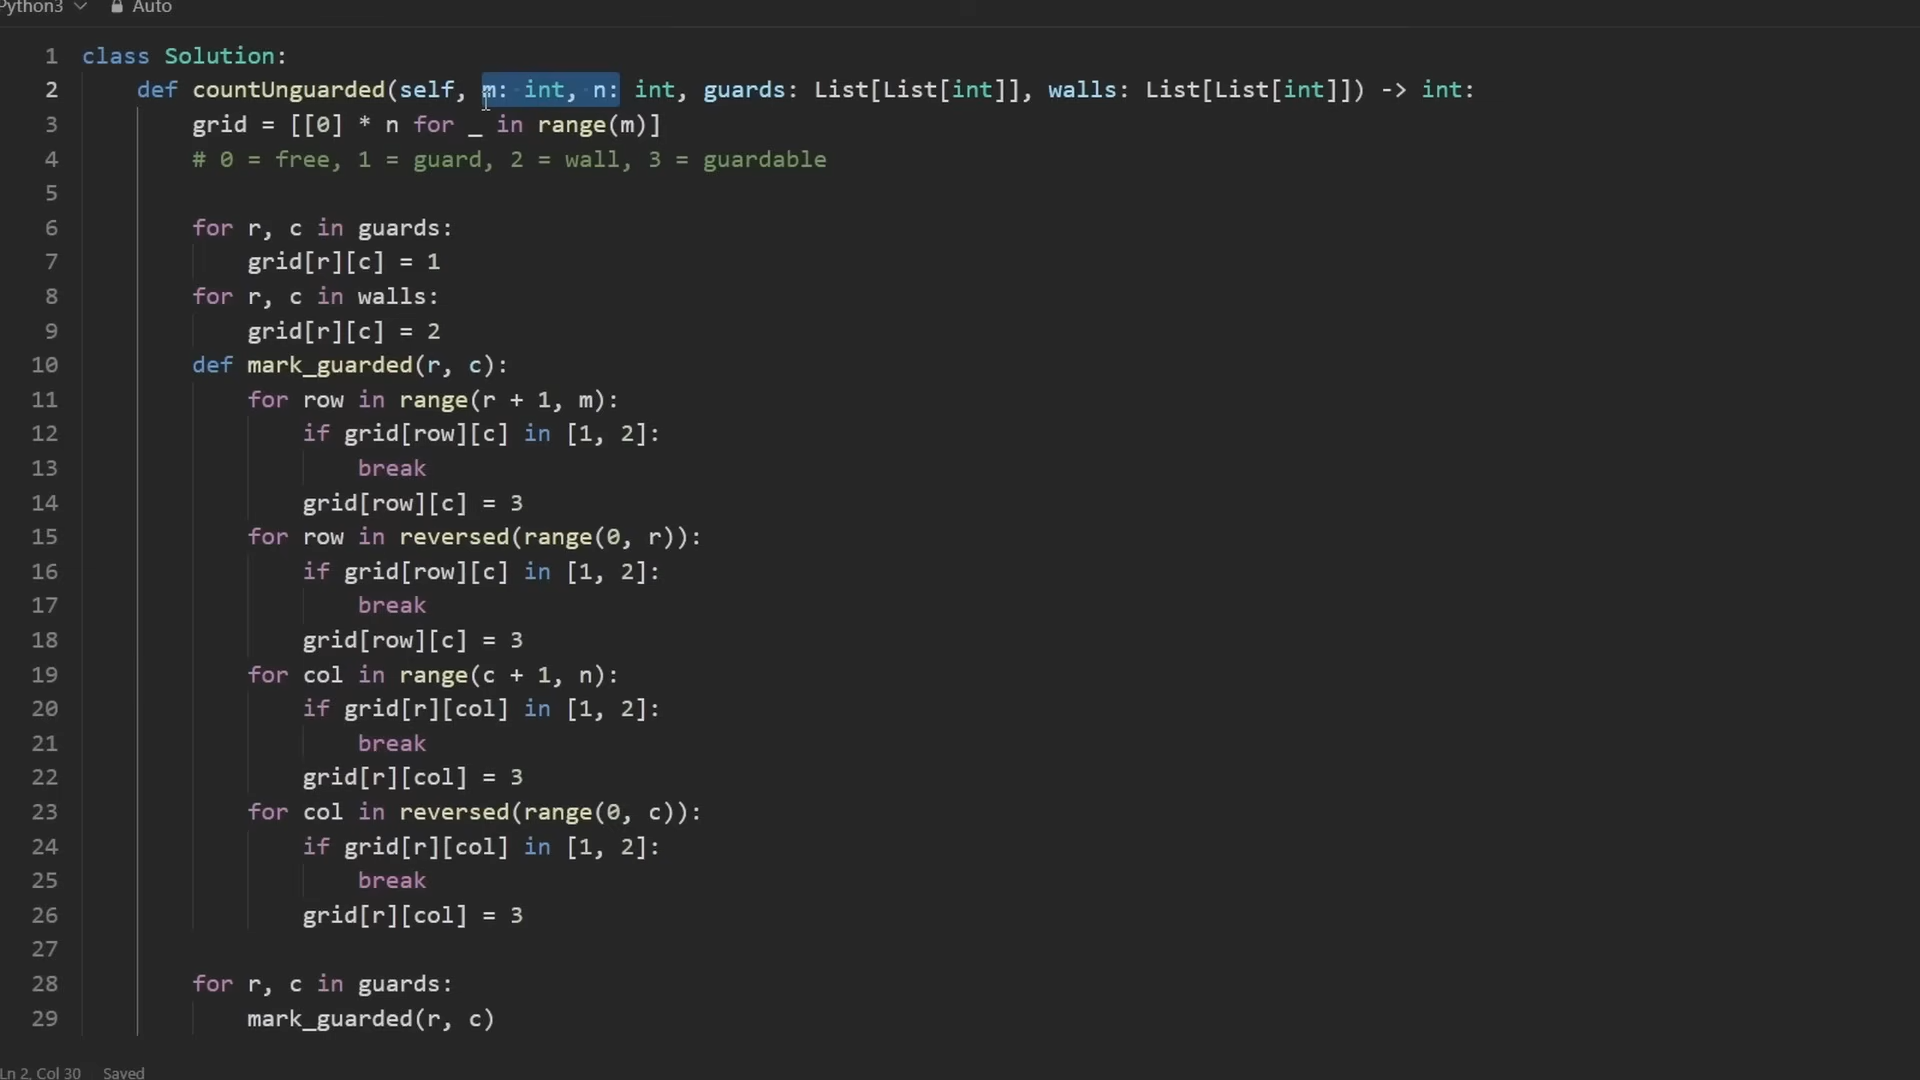 Python3 Auto
1 class Solution:
2 def countUnguarded(self, m: int, n: int, guards: List[List[int]], walls: List[List[int]]) -> int:
3 grid = [[0] * n for _ in range(m)]
4 # 0 = free, 1 = guard, 2 = wall, 3 = guardable
5
6 for r, c in guards:
7 grid[r][c] = 1
8 for r, c in walls:
9 grid[r][c] = 2
10 def mark_guarded(r, c):
11 for row in range(r + 1, m):
12 if grid[row][c] in [1, 2]:
13 break
14 grid[row][c] = 3
15 for row in reversed(range(0, r)):
16 if grid[row][c] in [1, 2]:
17 break
18 grid[row][c] = 3
19 for col in range(c + 1, n):
20 if grid[r][col] in [1, 2]:
21 break
22 grid[r][col] = 3
23 for col in reversed(range(0, c)):
24 if grid[r][col] in [1, 2]:
25 break
26 grid[r][col] = 3
27
28 for r, c in guards:
29 mark_guarded(r, c)
Ln 2, Col 30 Saved